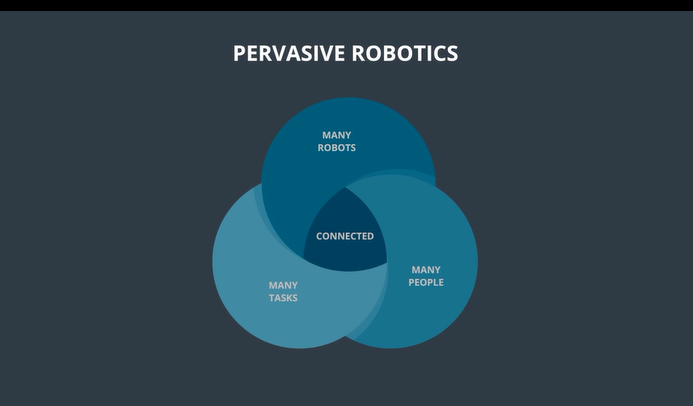 PERVASIVE ROBOTICS
MANY
ROBOTS
CONNECTED
MANY
PEOPLE
MANY
TASKS